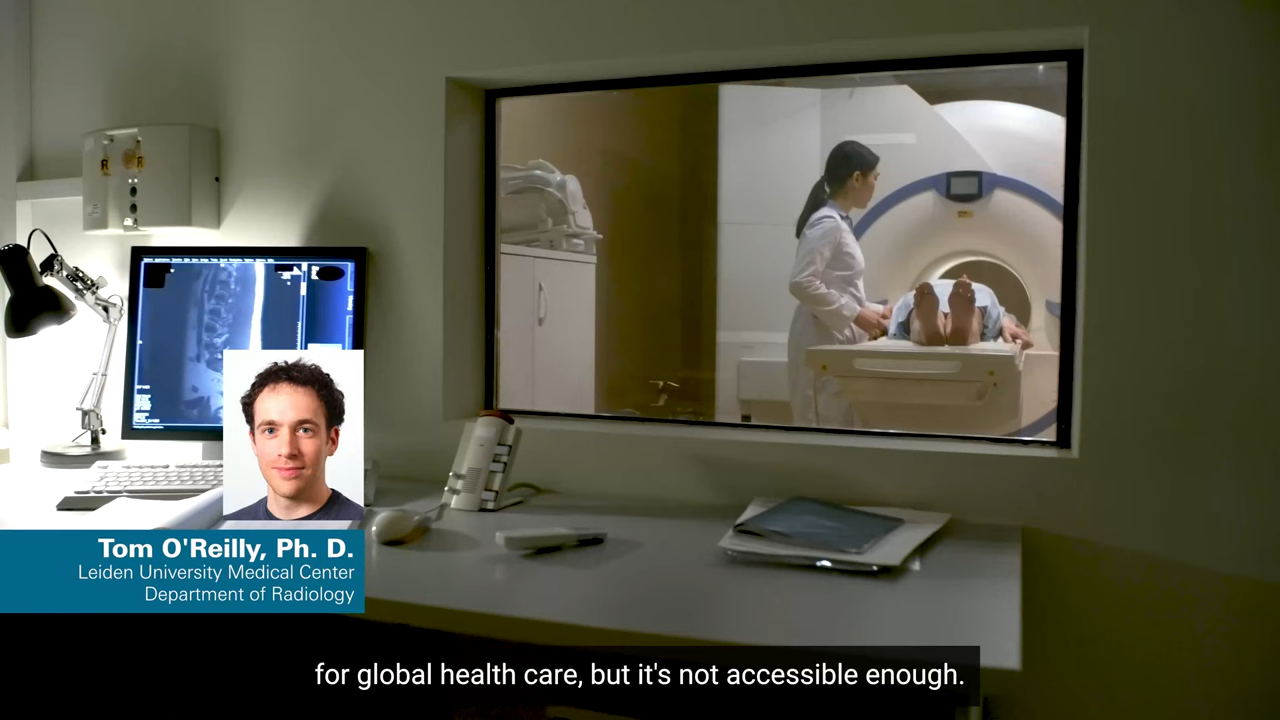 Tom O'Reilly, Ph. D.
Leiden University Medical Center
Department of Radiology
for global health care, but it's not accessible enough.